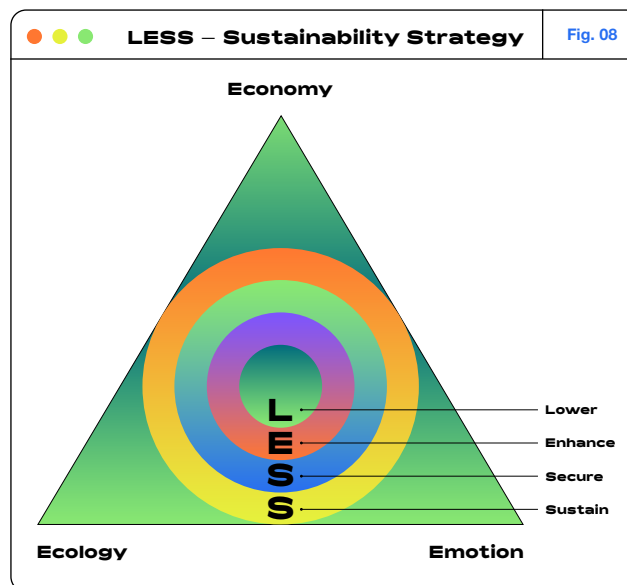 LESS – Sustainability Strategy
Fig. 08
Economy
L
Lower
E
Enhance
S
Secure
S
Sustain
Ecology
Emotion